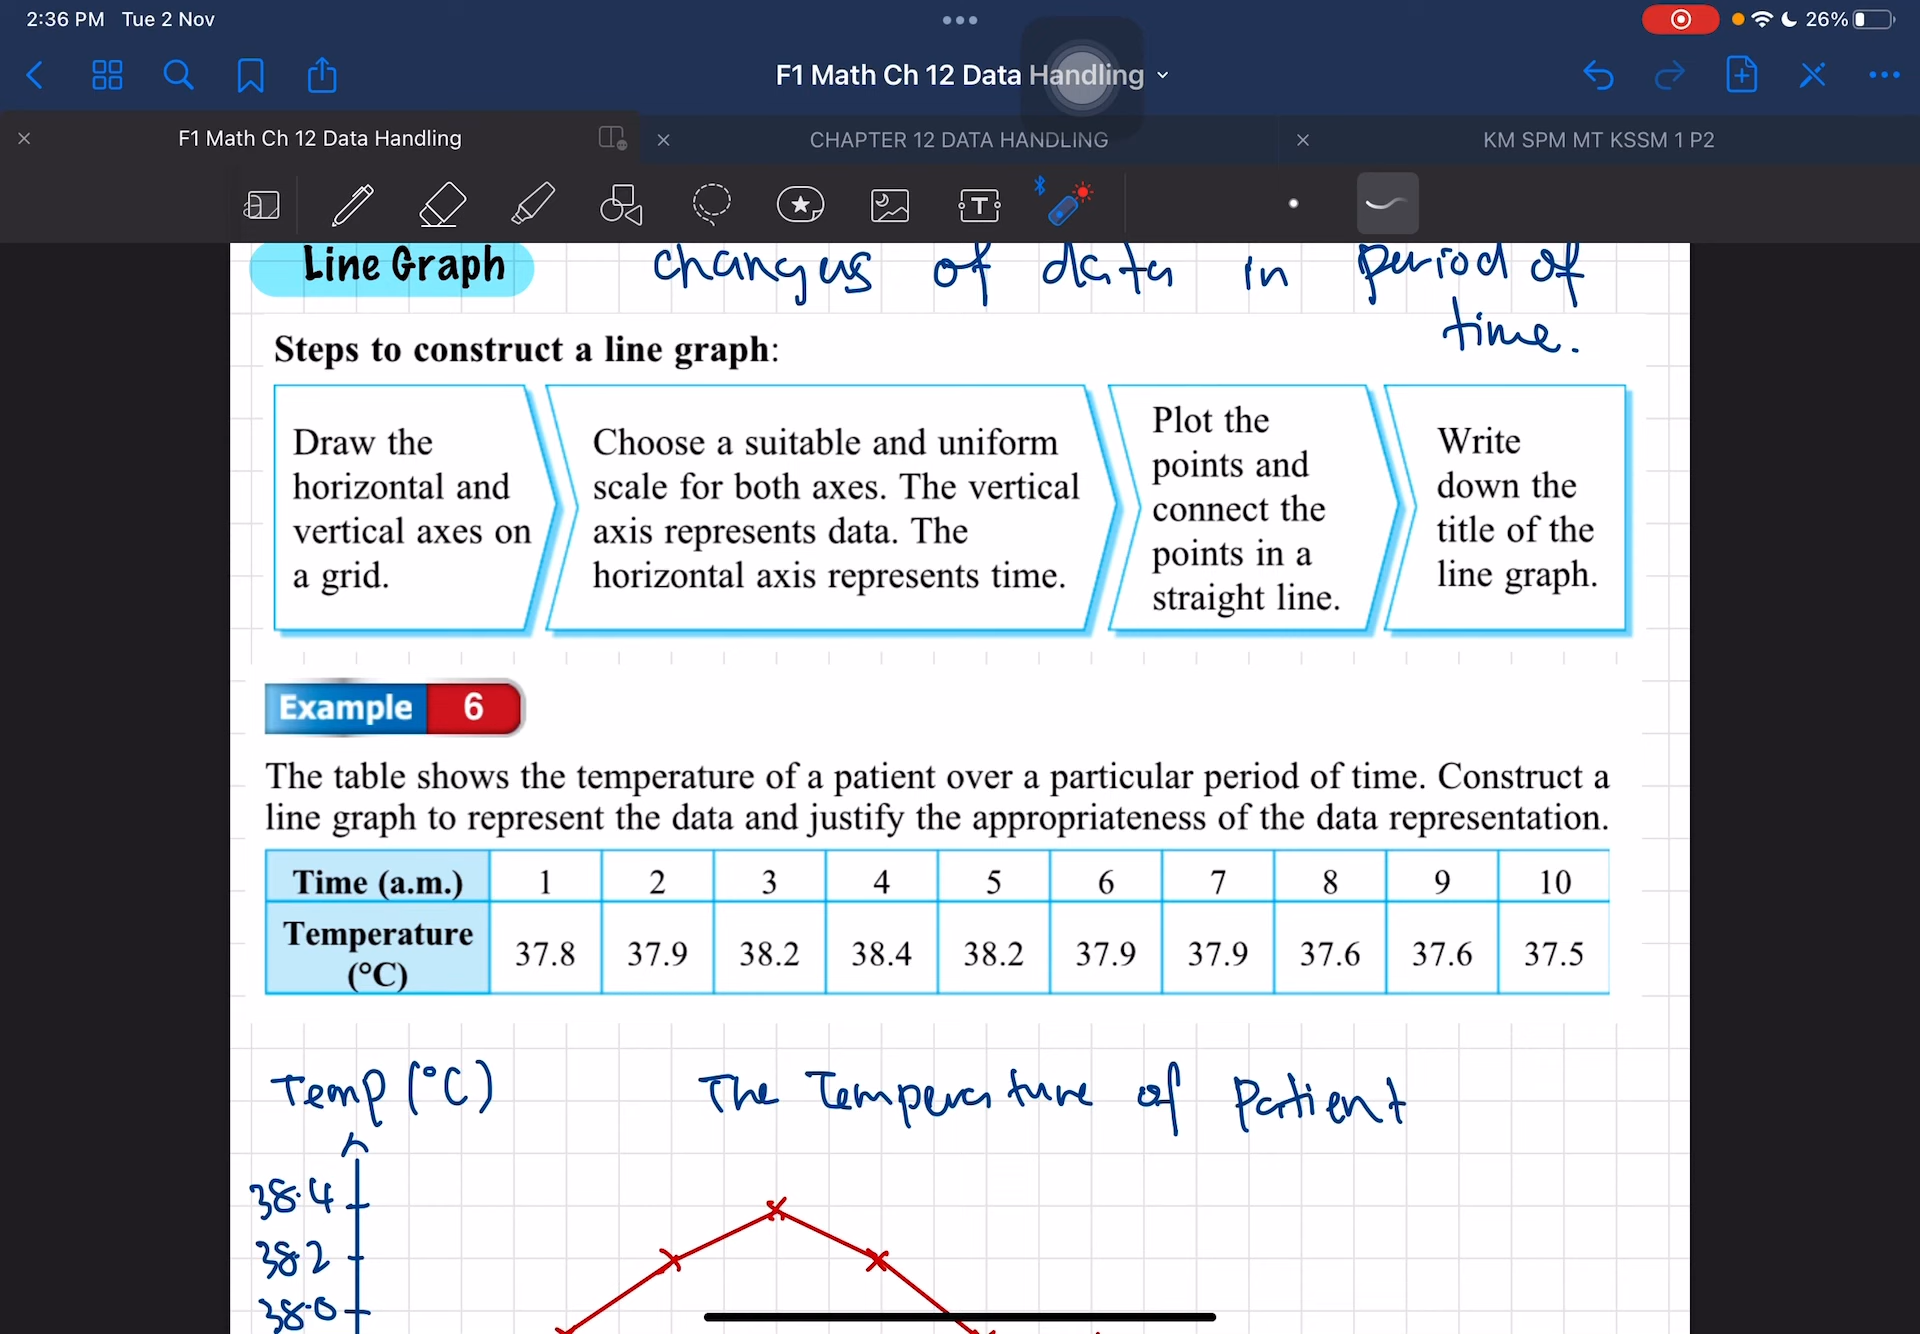 2:36 PM Tue 2 Nov
26%
F1 Math Ch 12 Data Handling
F1 Math Ch 12 Data Handling
CHAPTER 12 DATA HANDLING
KM SPM MT KSSM 1 P2
Line Graph
changes of data in period of
time.
Steps to construct a line graph:
Draw the
horizontal and
vertical axes on
a grid.
Choose a suitable and uniform
scale for both axes. The vertical
axis represents data. The
horizontal axis represents time.
Plot the
points and
connect the
points in a
straight line.
Write
down the
title of the
line graph.
Example 6
The table shows the temperature of a patient over a particular period of time. Construct a
line graph to represent the data and justify the appropriateness of the data representation.
Time (a.m.) 1 2 3 4 5 6 7 8 9 10
Temperature
(°C)
37.8 37.9 38.2 38.4 38.2 37.9 37.9 37.6 37.6 37.5
Temp (°C)
The Temperature of Patient
38.4
38.2
38.0